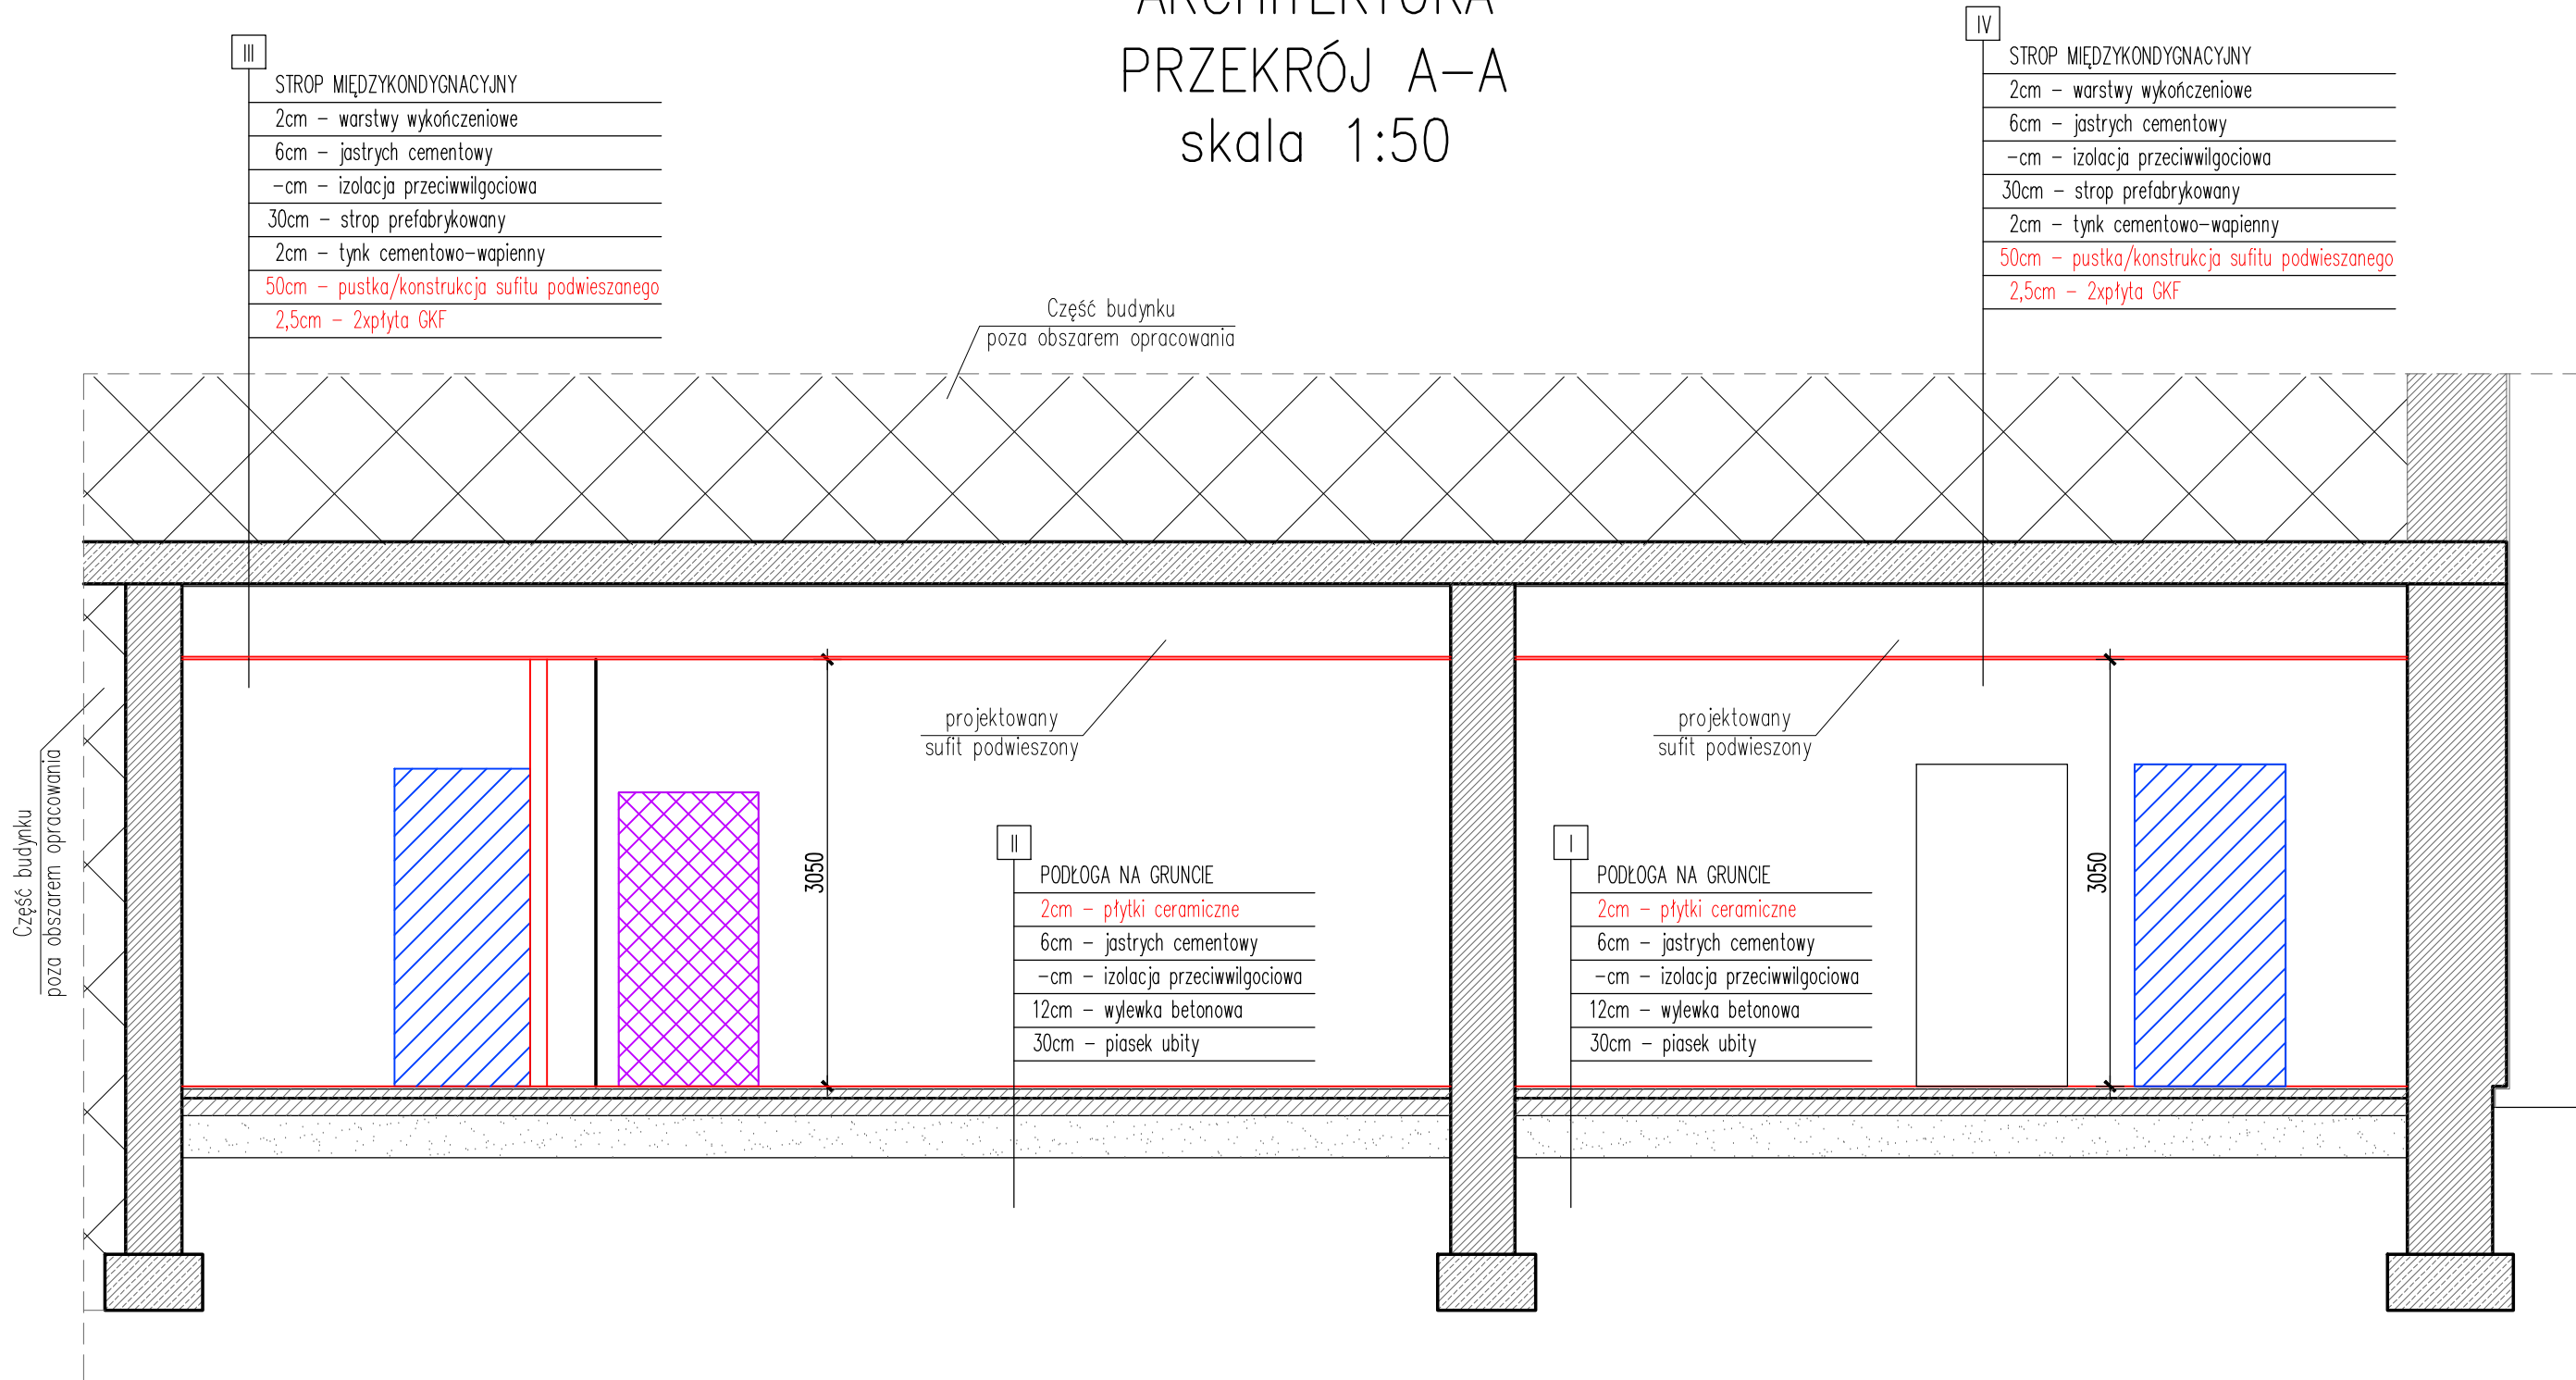 ARCHITEKTURA
PRZEKRÓJ A-A
skala 1:50
III
STROP MIĘDZYKONDYGNACYJNY
2cm - warstwy wykończeniowe
6cm - jastrych cementowy
-cm - izolacja przeciwwilgociowa
30cm - strop prefabrykowany
2cm - tynk cementowo-wapienny
50cm - pustka/konstrukcja sufitu podwieszanego
2,5cm - 2xpłyta GKF
IV
STROP MIĘDZYKONDYGNACYJNY
2cm - warstwy wykończeniowe
6cm - jastrych cementowy
-cm - izolacja przeciwwilgociowa
30cm - strop prefabrykowany
2cm - tynk cementowo-wapienny
50cm - pustka/konstrukcja sufitu podwieszanego
2,5cm - 2xpłyta GKF
Część budynku
poza obszarem opracowania
Część budynku
poza obszarem opracowania
projektowany
sufit podwieszony
projektowany
sufit podwieszony
3050
3050
II
PODŁOGA NA GRUNCIE
2cm - płytki ceramiczne
6cm - jastrych cementowy
-cm - izolacja przeciwwilgociowa
12cm - wylewka betonowa
30cm - piasek ubity
I
PODŁOGA NA GRUNCIE
2cm - płytki ceramiczne
6cm - jastrych cementowy
-cm - izolacja przeciwwilgociowa
12cm - wylewka betonowa
30cm - piasek ubity